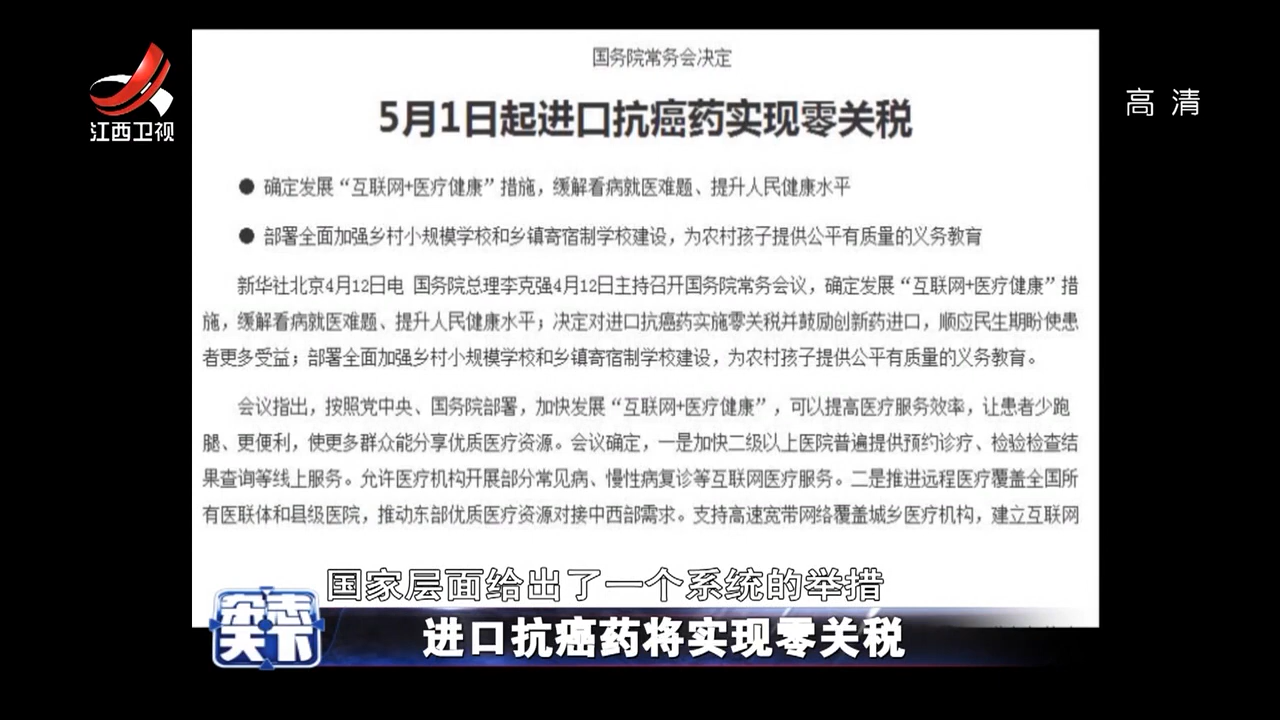 江西卫视
高清
国务院常务会决定
5月1日起进口抗癌药实现零关税
● 确定发展“互联网+医疗健康”措施，缓解看病就医难题、提升人民健康水平
● 部署全面加强乡村小规模学校和乡镇寄宿制学校建设，为农村孩子提供公平有质量的义务教育
新华社北京4月12日电 国务院总理李克强4月12日主持召开国务院常务会议，确定发展“互联网+医疗健康”措
施，缓解看病就医难题、提升人民健康水平；决定对进口抗癌药实施零关税并鼓励创新药进口，顺应民生期盼使患
者更多受益；部署全面加强乡村小规模学校和乡镇寄宿制学校建设，为农村孩子提供公平有质量的义务教育。
会议指出，按照党中央、国务院部署，加快发展“互联网+医疗健康”，可以提高医疗服务效率，让患者少跑
腿、更便利，使更多群众能分享优质医疗资源。会议确定，一是加快二级以上医院普遍提供预约诊疗、检验检查结
果查询等线上服务。允许医疗机构开展部分常见病、慢性病复诊等互联网医疗服务。二是推进远程医疗覆盖全国所
有医联体和县级医院，推动东部优质医疗资源对接中西部需求。支持高速宽带网络覆盖城乡医疗机构，建立互联网
国家层面给出了一个系统的举措
杂志
天下
进口抗癌药将实现零关税